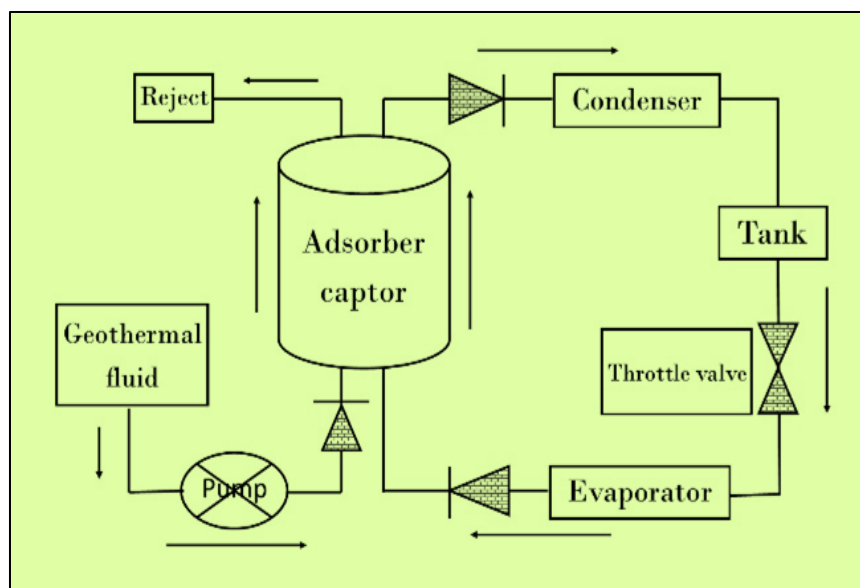 Reject
Condenser
Adsorber
captor
Tank
Geothermal
fluid
Throttle valve
Pump
Evaporator